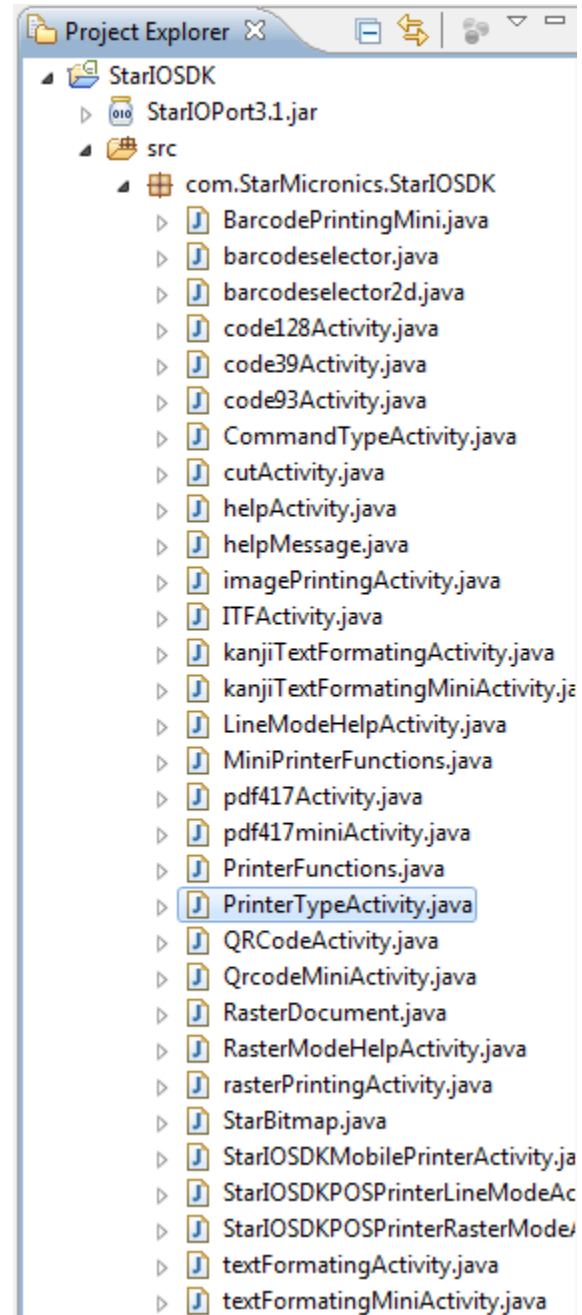 Project Explorer
StarIOSDK
StarIOPort3.1.jar
src
com.StarMicronics.StarIOSDK
BarcodePrintingMini.java
barcodeselector.java
barcodeselector2d.java
code128Activity.java
code39Activity.java
code93Activity.java
CommandTypeActivity.java
cutActivity.java
helpActivity.java
helpMessage.java
imagePrintingActivity.java
ITFActivity.java
kanjiTextFormatingActivity.java
kanjiTextFormatingMiniActivity.ja
LineModeHelpActivity.java
MiniPrinterFunctions.java
pdf417Activity.java
pdf417miniActivity.java
PrinterFunctions.java
PrinterTypeActivity.java
QRCodeActivity.java
QrcodeMiniActivity.java
RasterDocument.java
RasterModeHelpActivity.java
rasterPrintingActivity.java
StarBitmap.java
StarIOSDKMobilePrinterActivity.ja
StarIOSDKPOSPrinterLineModeAc
StarIOSDKPOSPrinterRasterMode
textFormatingActivity.java
textFormatingMiniActivity.java